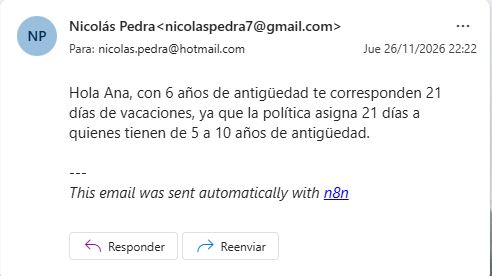 NP
Nicolás Pedra<nicolaspedra7@gmail.com>
Para: nicolas.pedra@hotmail.com
Jue 26/11/2026 22:22
Hola Ana, con 6 años de antigüedad te corresponden 21
días de vacaciones, ya que la política asigna 21 días a
quienes tienen de 5 a 10 años de antigüedad.
---
This email was sent automatically with n8n
Responder
Reenviar